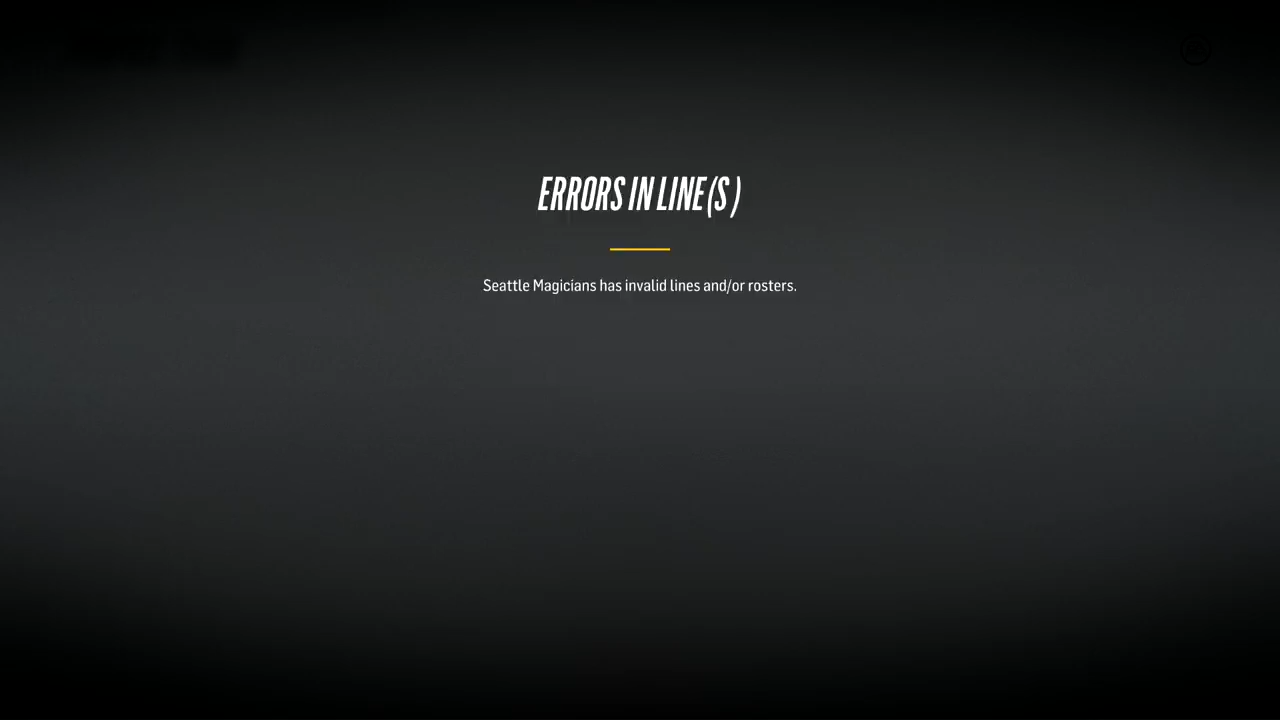 ERRORS IN LINE(S )
Seattle Magicians has invalid lines and/or rosters.